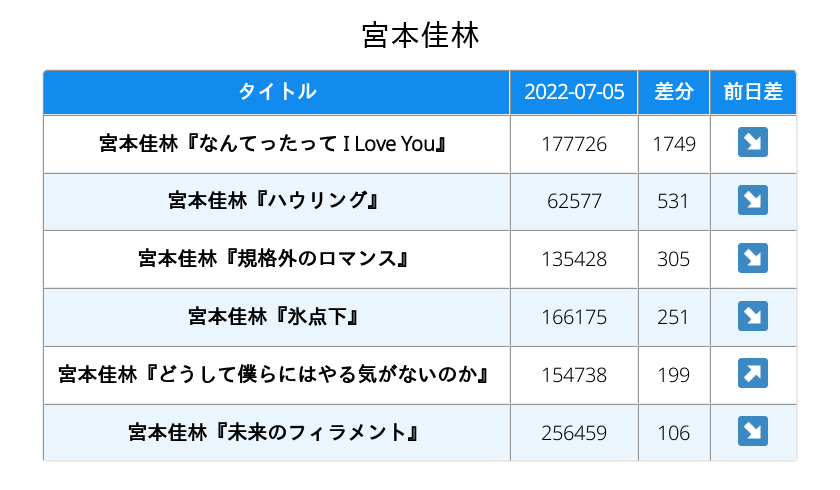 宮本佳林
タイトル 2022-07-05 差分 前日差
宮本佳林『なんてったって I Love You』 177726 1749 ↘
宮本佳林『ハウリング』 62577 531 ↘
宮本佳林『規格外のロマンス』 135428 305 ↘
宮本佳林『氷点下』 166175 251 ↘
宮本佳林『どうして僕らにはやる気がないのか』 154738 199 ↗
宮本佳林『未来のフィラメント』 256459 106 ↘